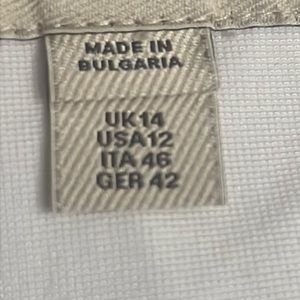 MADE IN
BULGARIA
UK14
USA12
ITA 46
GER 42